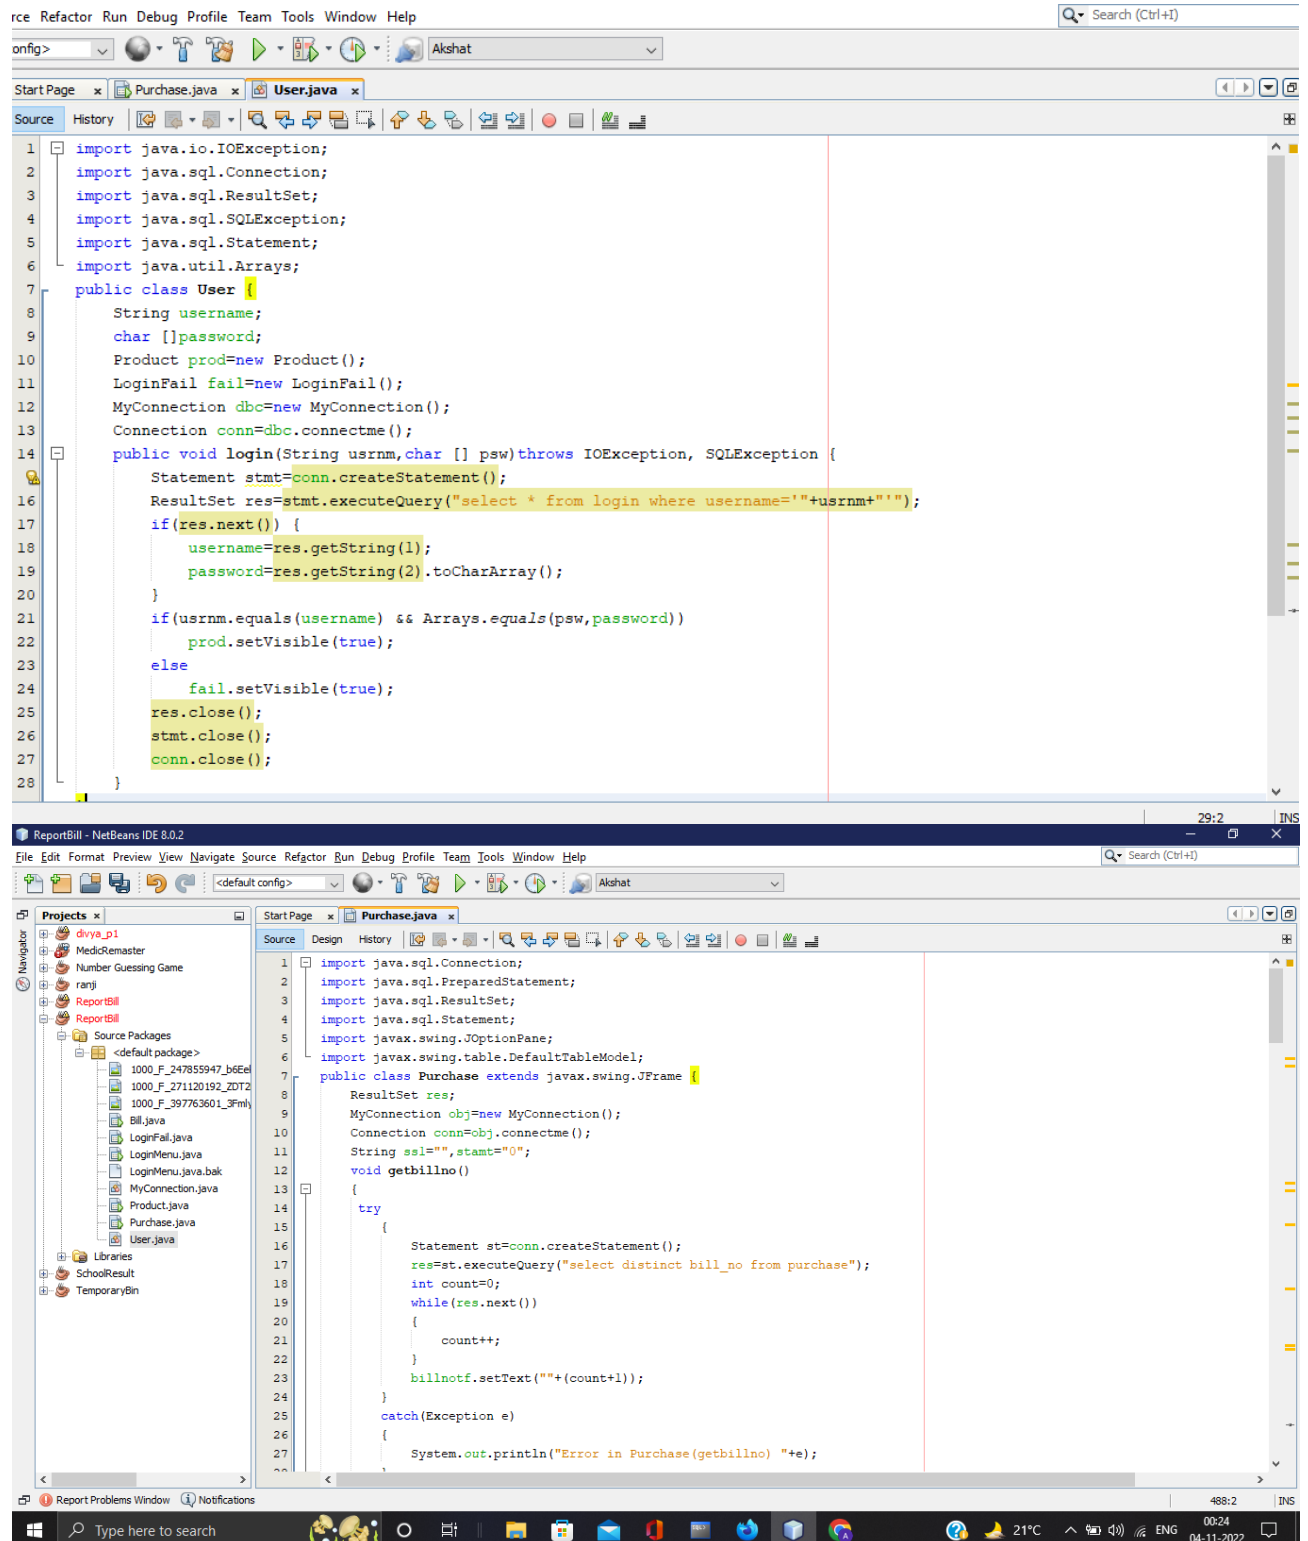 rce Refactor Run Debug Profile Team Tools Window Help
Search (Ctrl+I)
onfig>
Akshat
Start Page x Purchase.java x User.java x
Source History
1 import java.io.IOException;
2 import java.sql.Connection;
3 import java.sql.ResultSet;
4 import java.sql.SQLException;
5 import java.sql.Statement;
6 import java.util.Arrays;
7 public class User {
8 String username;
9 char []password;
10 Product prod=new Product();
11 LoginFail fail=new LoginFail();
12 MyConnection dbc=new MyConnection();
13 Connection conn=dbc.connectme();
14 public void login(String usrnm,char [] psw)throws IOException, SQLException {
Statement stmt=conn.createStatement();
16 ResultSet res=stmt.executeQuery("select * from login where username='"+usrnm+"'");
17 if(res.next()) {
18 username=res.getString(1);
19 password=res.getString(2).toCharArray();
20 }
21 if(usrnm.equals(username) && Arrays.equals(psw,password))
22 prod.setVisible(true);
23 else
24 fail.setVisible(true);
25 res.close();
26 stmt.close();
27 conn.close();
28 }
29:2 INS
ReportBill - NetBeans IDE 8.0.2
File Edit Format Preview View Navigate Source Refactor Run Debug Profile Team Tools Window Help
Search (Ctrl+I)
<default config>
Akshat
Projects x
Navigator
divya_p1
MedicRemaster
Number Guessing Game
ranji
ReportBill
ReportBill
Source Packages
<default package>
1000_F_247855947_b6Eel
1000_F_271120192_ZDT2
1000_F_397763601_3Fmly
Bill.java
LoginFail.java
LoginMenu.java
LoginMenu.java.bak
MyConnection.java
Product.java
Purchase.java
User.java
Libraries
SchoolResult
TemporaryBin
Start Page x Purchase.java x
Source Design History
1 import java.sql.Connection;
2 import java.sql.PreparedStatement;
3 import java.sql.ResultSet;
4 import java.sql.Statement;
5 import javax.swing.JOptionPane;
6 import javax.swing.table.DefaultTableModel;
7 public class Purchase extends javax.swing.JFrame {
8 ResultSet res;
9 MyConnection obj=new MyConnection();
10 Connection conn=obj.connectme();
11 String ssl="",stamt="0";
12 void getbillno()
13 {
14 try
15 {
16 Statement st=conn.createStatement();
17 res=st.executeQuery("select distinct bill_no from purchase");
18 int count=0;
19 while(res.next())
20 {
21 count++;
22 }
23 billnotf.setText(""+(count+1));
24 }
25 catch(Exception e)
26 {
27 System.out.println("Error in Purchase(getbillno) "+e);
Report Problems Window Notifications
488:2 INS
Type here to search
21°C
ENG
00:24
04-11-2022